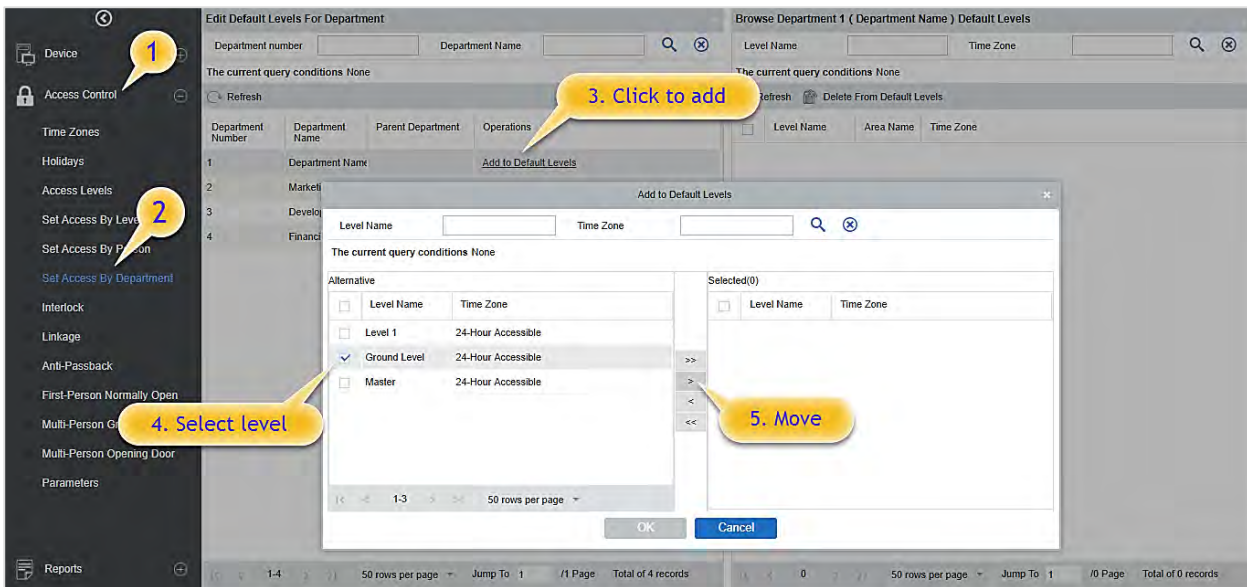 Edit Default Levels For Department
Department number
Department Name
The current query conditions None
Refresh
Department Number
Department Name
Parent Department
Operations
1
Department Name
Add to Default Levels
2
3
4
Browse Department 1 ( Department Name ) Default Levels
Level Name
Time Zone
The current query conditions None
Delete From Default Levels
Level Name
Area Name
Time Zone
Device
1
Access Control
Time Zones
Holidays
Access Levels
2
Set Access By
Set Access By
Set Access By Department
Interlock
Linkage
Anti-Passback
First-Person Normally Open
Multi-Person
Multi-Person Opening Door
Parameters
Reports
3. Click to add
Add to Default Levels
Level Name
Time Zone
The current query conditions None
Alternative
Level Name
Time Zone
Level 1
24-Hour Accessible
Ground Level
24-Hour Accessible
Master
24-Hour Accessible
4. Select level
1-3
50 rows per page
>>
>
<
<<
5. Move
Selected(0)
Level Name
Time Zone
OK
Cancel
1-4
50 rows per page
Jump To 1
/1 Page
Total of 4 records
0
50 rows per page
Jump To 1
/0 Page
Total of 0 records